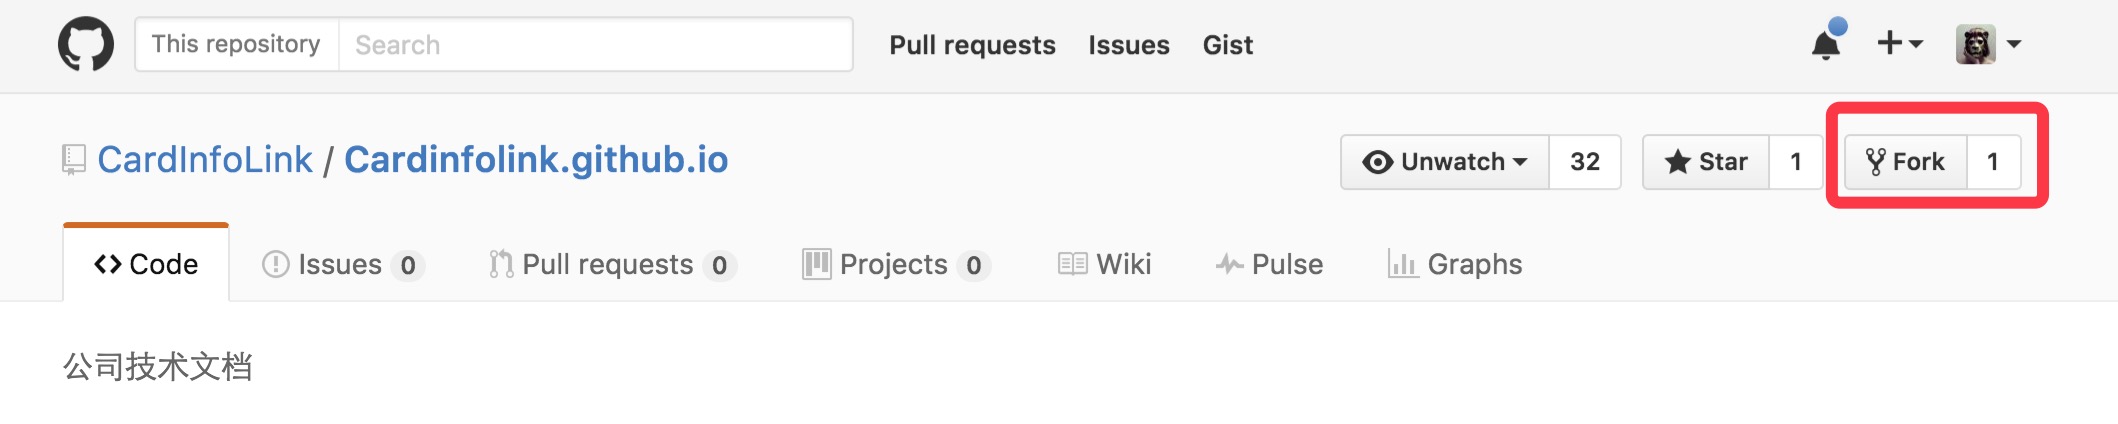 This repository Search Pull requests Issues Gist
CardInfoLink / Cardinfolink.github.io Unwatch 32 Star 1 Fork 1
Code Issues 0 Pull requests 0 Projects 0 Wiki Pulse Graphs
公司技术文档